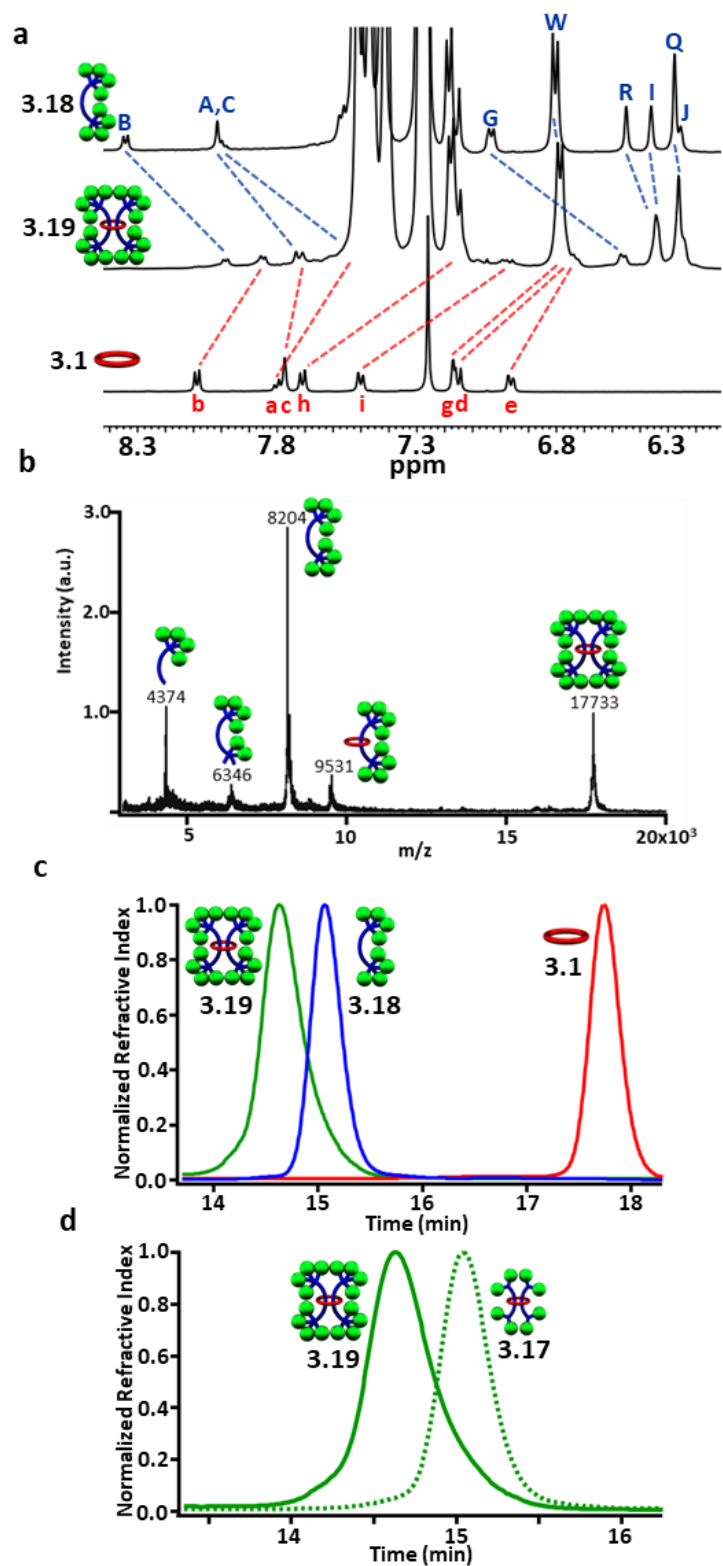 a
W
Q
B
A,C
G
R I
J
3.18
3.19
3.1
b
a c h
i
g d
e
8.3 7.8 7.3 6.8 6.3
ppm
b
3.0
8204
2.0
Intensity (a.u.)
17733
4374
1.0
6346
9531
5 10 15 20x10³
m/z
c
1.0
3.19 3.18 3.1
0.8
0.6
0.4
0.2
0.0
Normalized Refractive Index
14 15 16 17 18
Time (min)
d
1.0
0.8
3.19 3.17
0.6
0.4
0.2
0.0
Normalized Refractive Index
14 15 16
Time (min)